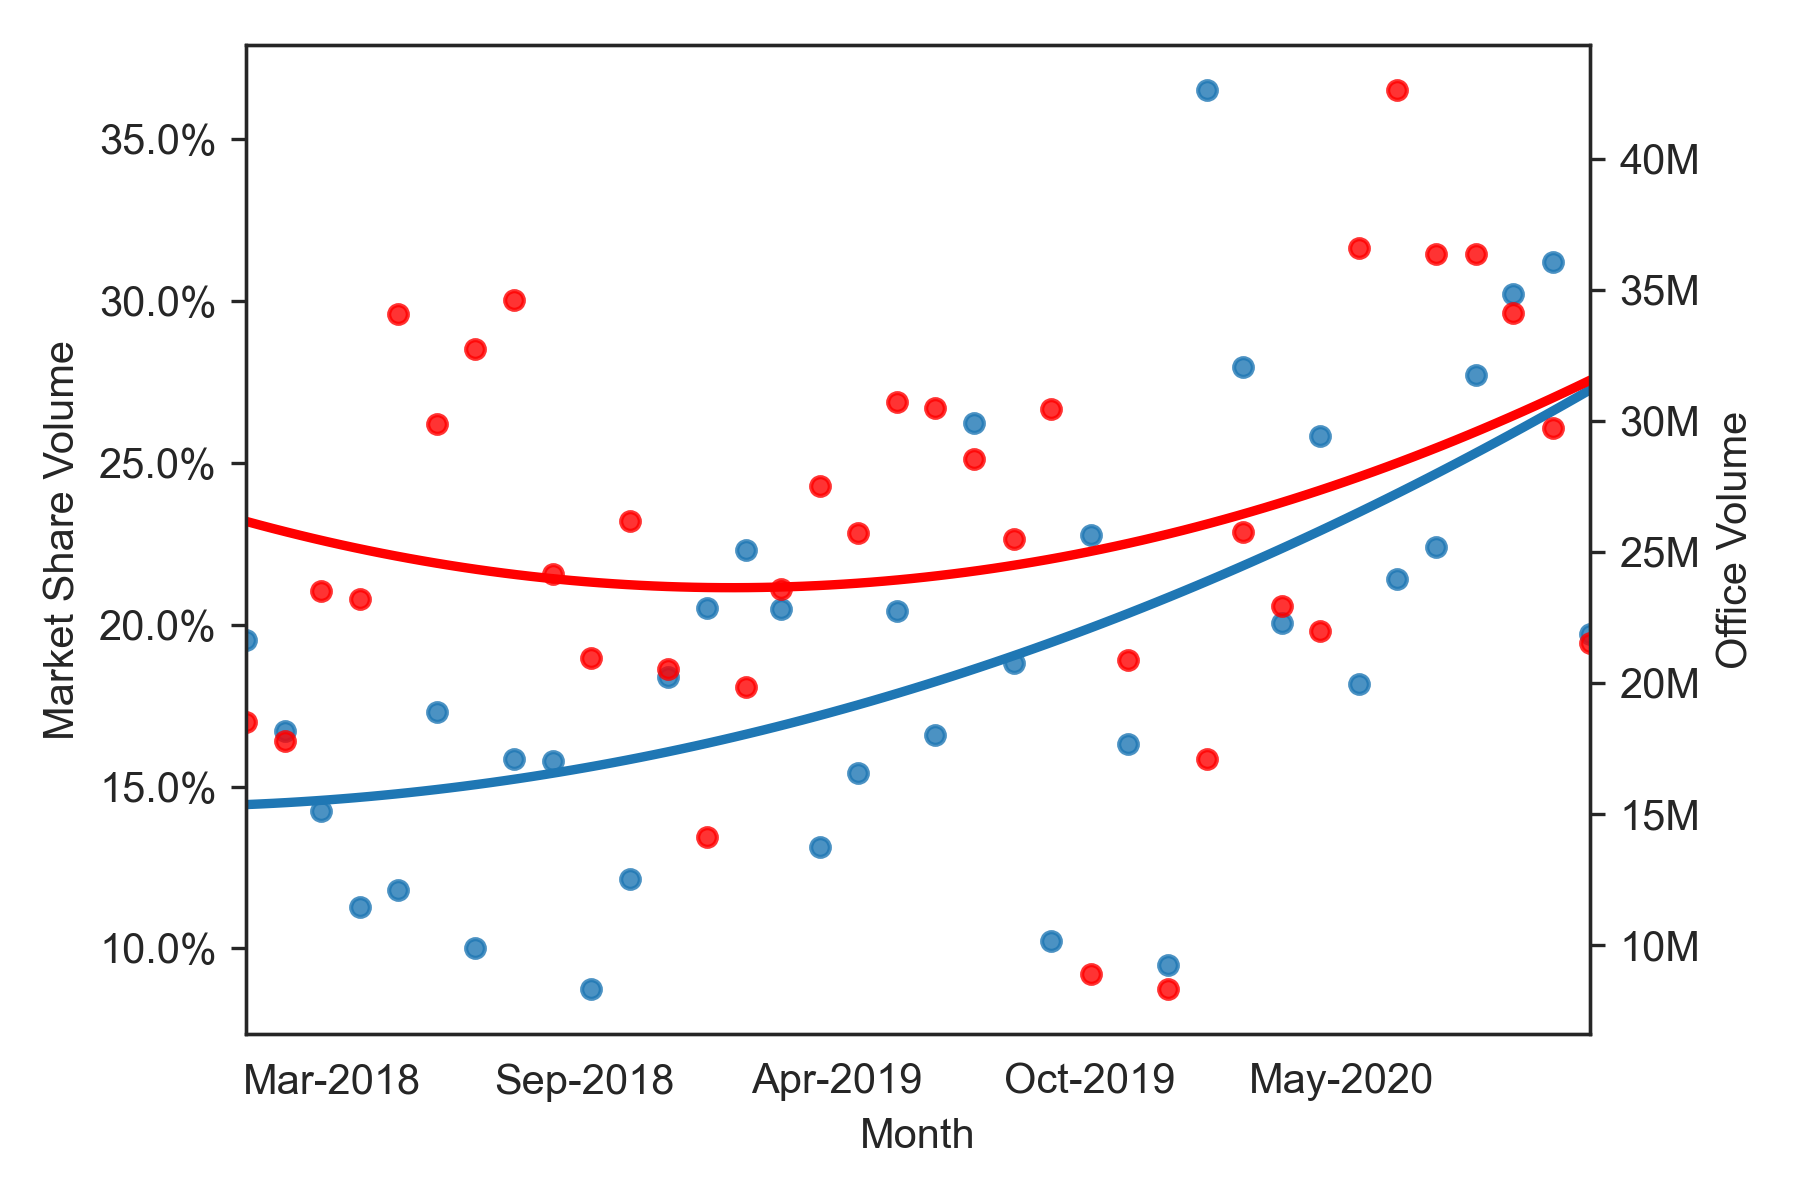 Market Share Volume
35.0%
30.0%
25.0%
20.0%
15.0%
10.0%
40M
35M
30M
25M
20M
15M
10M
Office Volume
Mar-2018 Sep-2018 Apr-2019 Oct-2019 May-2020
Month